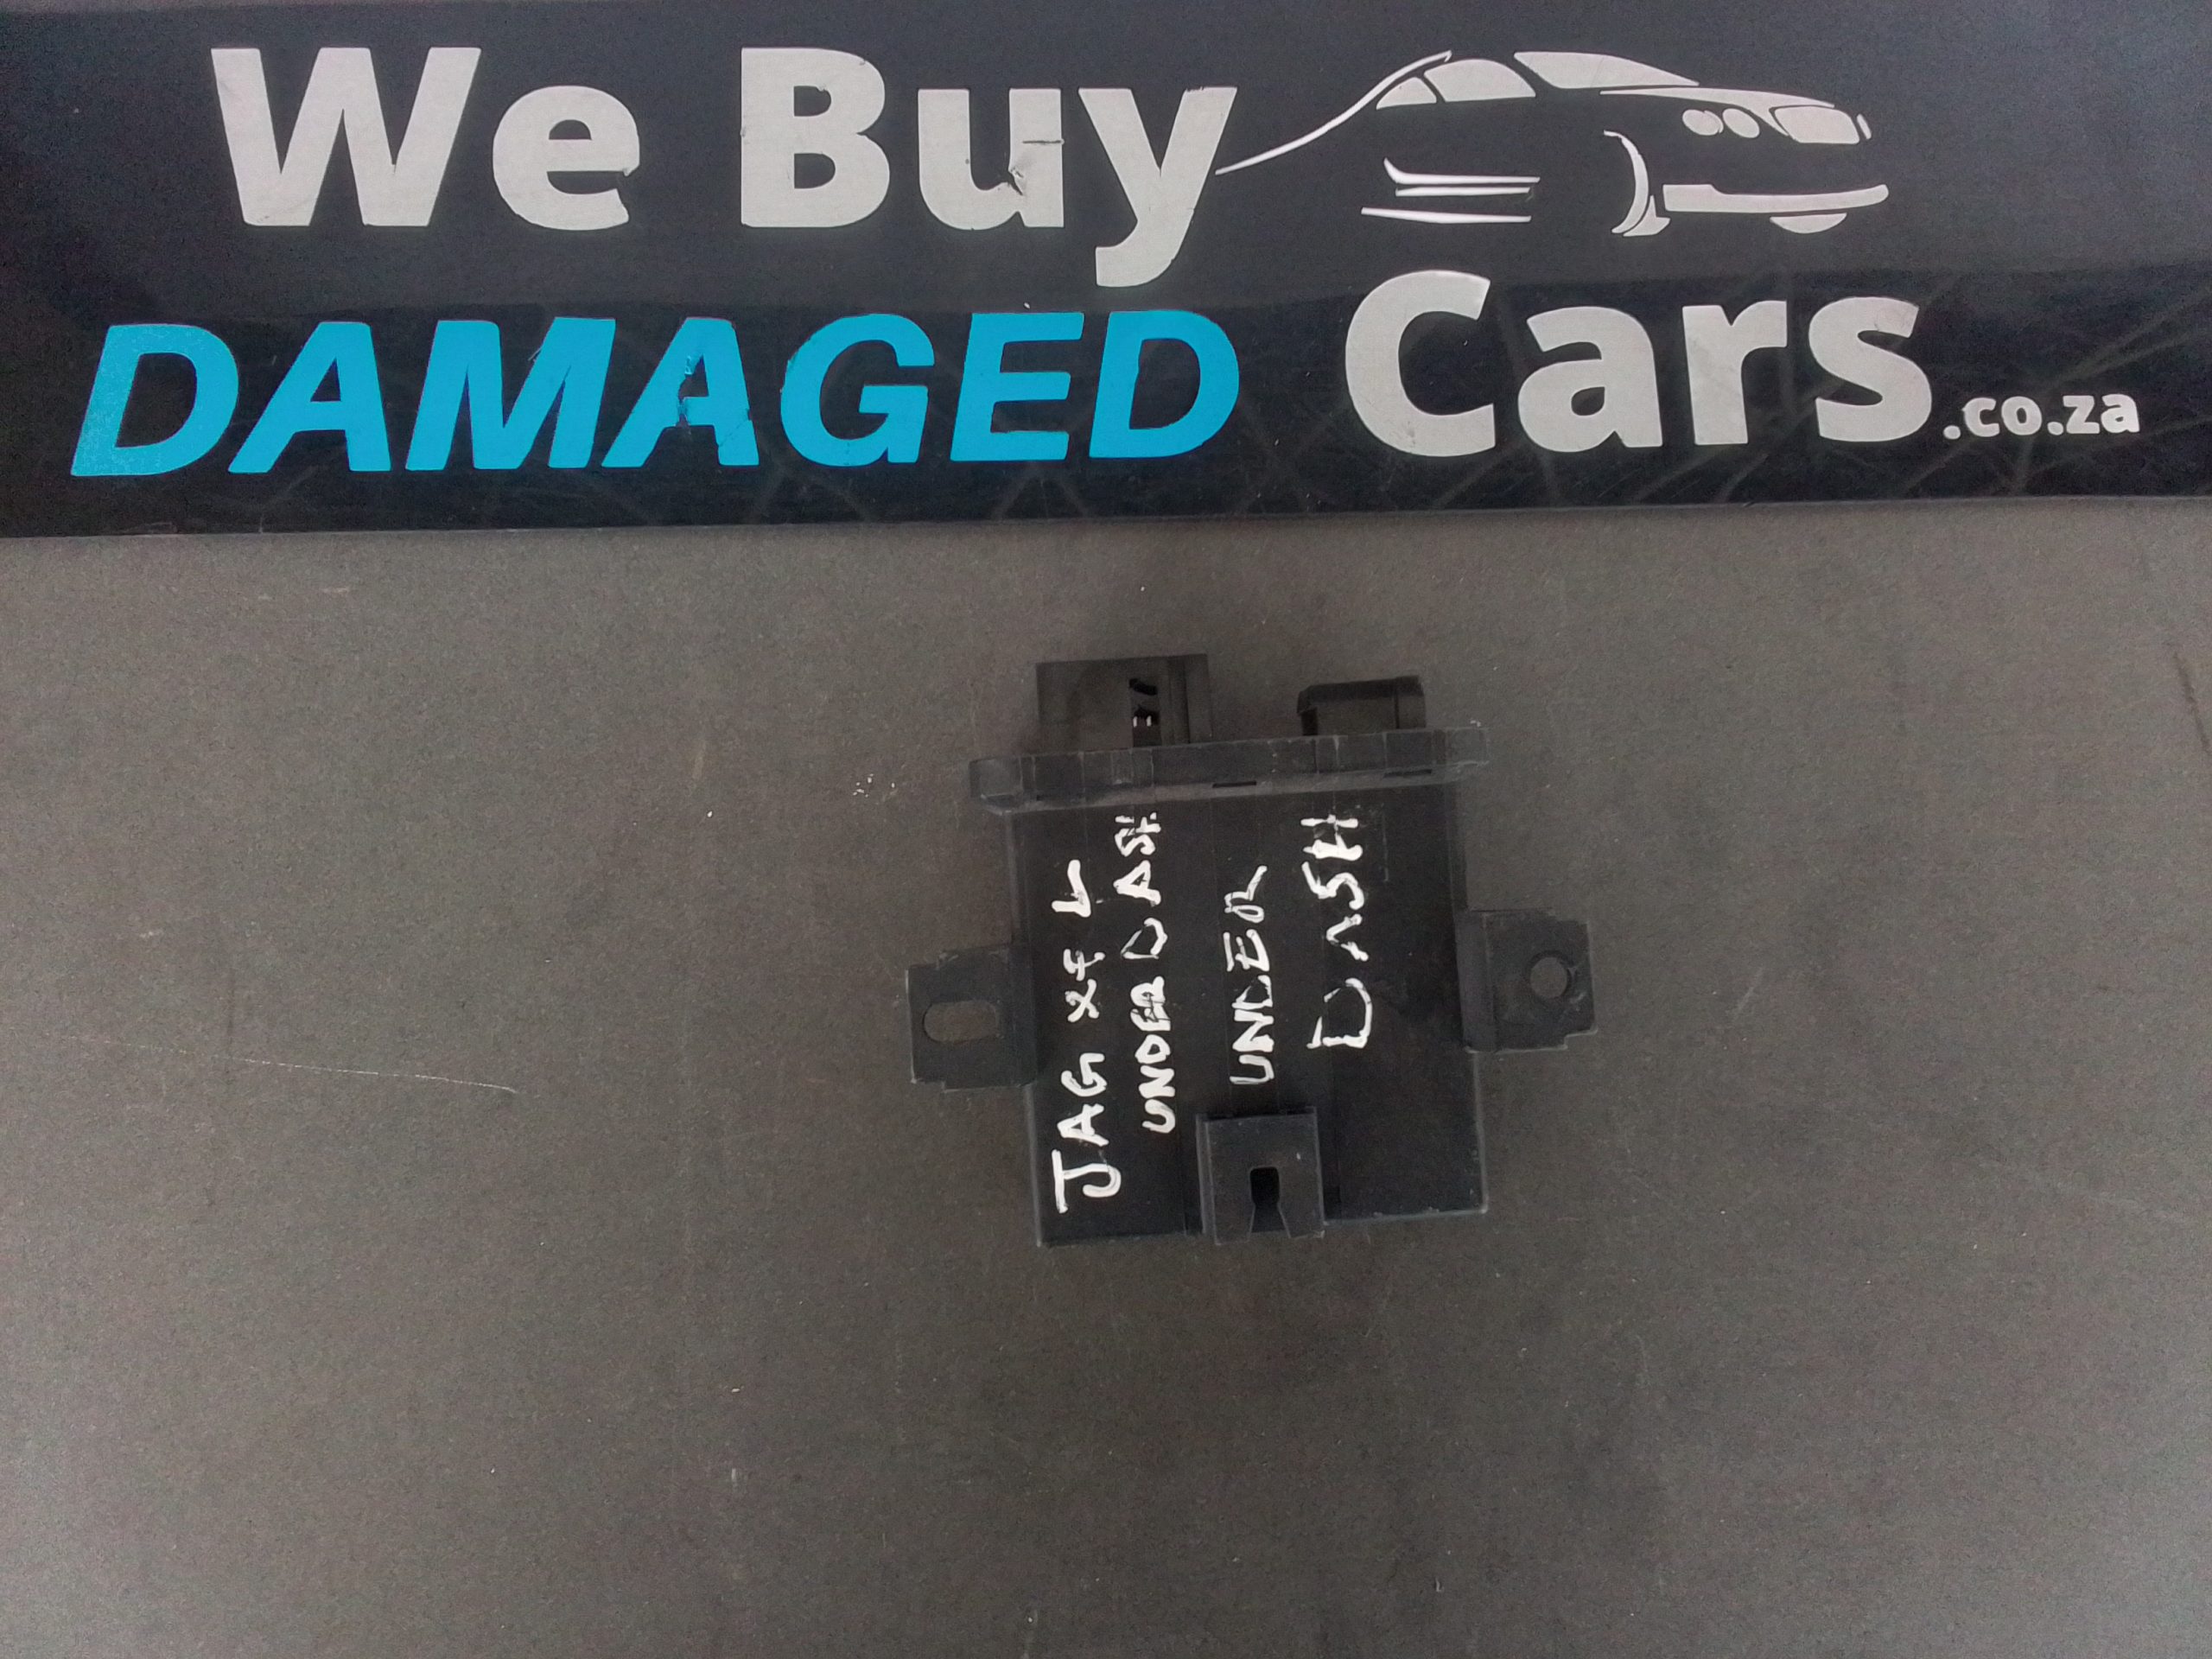 We Buy
DAMAGED Cars.co.za
JAG XF L
UNDER DASH
UNDER
DASH